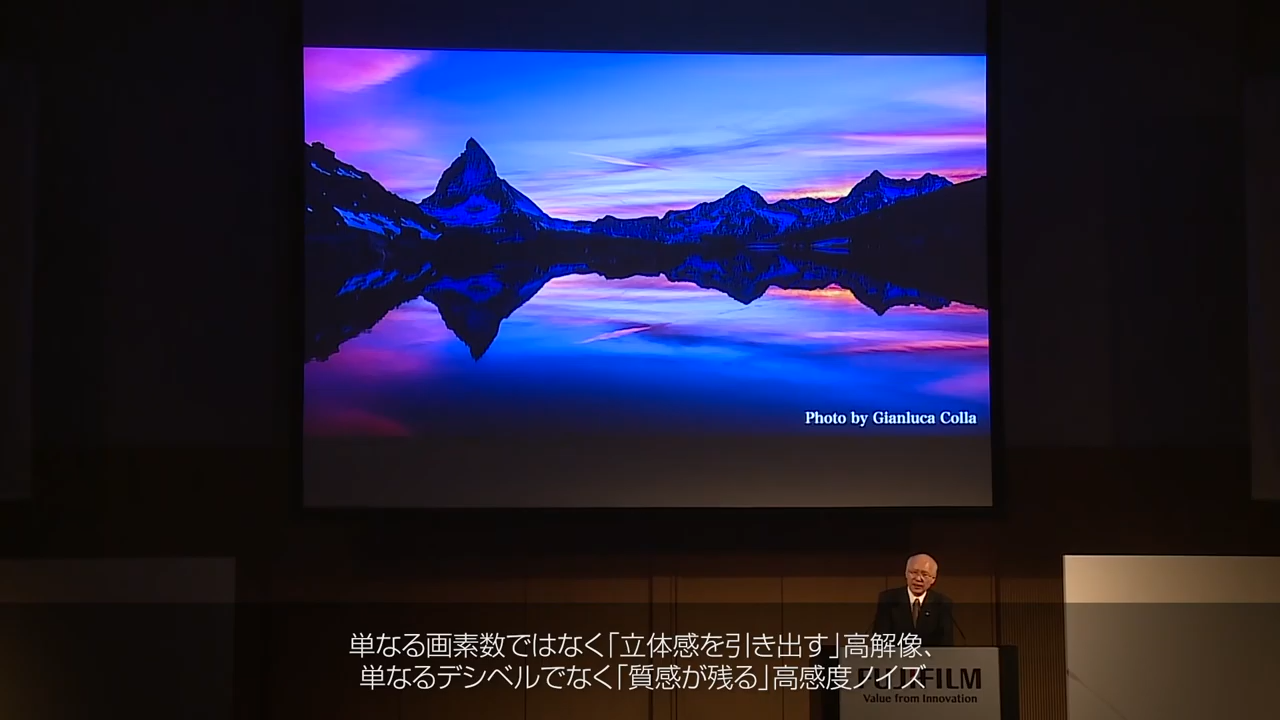 Photo by Gianluca Colla
単なる画素数ではなく「立体感を引き出す」高解像、
単なるデシベルでなく「質感が残る」高感度ノイズ
FUJIFILM
Value from Innovation